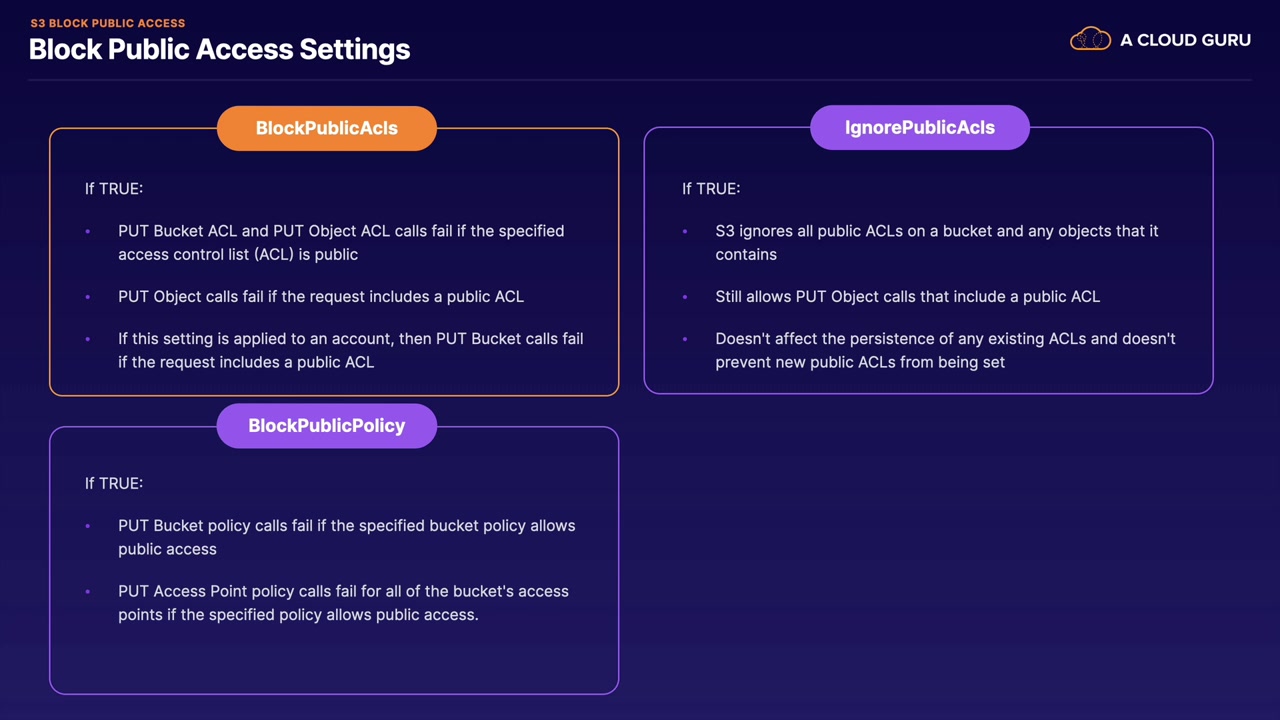 S3 BLOCK PUBLIC ACCESS
Block Public Access Settings
A CLOUD GURU
BlockPublicAcls
If TRUE:
• PUT Bucket ACL and PUT Object ACL calls fail if the specified
access control list (ACL) is public
• PUT Object calls fail if the request includes a public ACL
• If this setting is applied to an account, then PUT Bucket calls fail
if the request includes a public ACL
IgnorePublicAcls
If TRUE:
• S3 ignores all public ACLs on a bucket and any objects that it
contains
• Still allows PUT Object calls that include a public ACL
• Doesn't affect the persistence of any existing ACLs and doesn't
prevent new public ACLs from being set
BlockPublicPolicy
If TRUE:
• PUT Bucket policy calls fail if the specified bucket policy allows
public access
• PUT Access Point policy calls fail for all of the bucket's access
points if the specified policy allows public access.